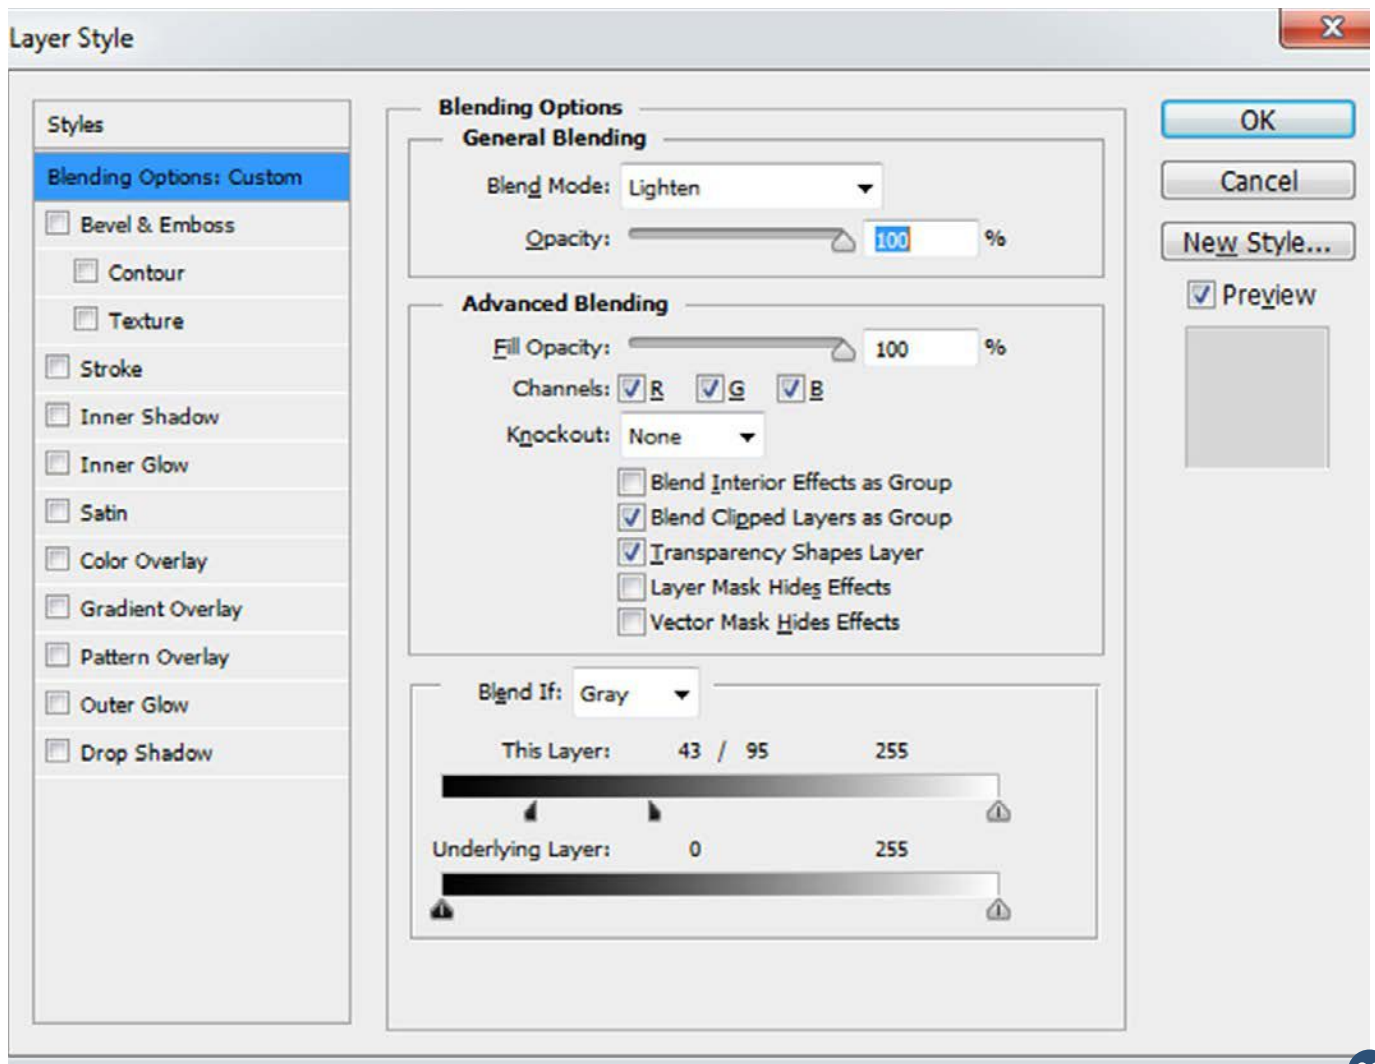 Layer Style
Styles
Blending Options: Custom
Bevel & Emboss
Contour
Texture
Stroke
Inner Shadow
Inner Glow
Satin
Color Overlay
Gradient Overlay
Pattern Overlay
Outer Glow
Drop Shadow
Blending Options
General Blending
Blend Mode: Lighten
Opacity: 100 %
Advanced Blending
Fill Opacity: 100 %
Channels: R G B
Knockout: None
Blend Interior Effects as Group
Blend Clipped Layers as Group
Transparency Shapes Layer
Layer Mask Hides Effects
Vector Mask Hides Effects
Blend If: Gray
This Layer: 43 / 95 255
Underlying Layer: 0 255
OK
Cancel
New Style...
Preview